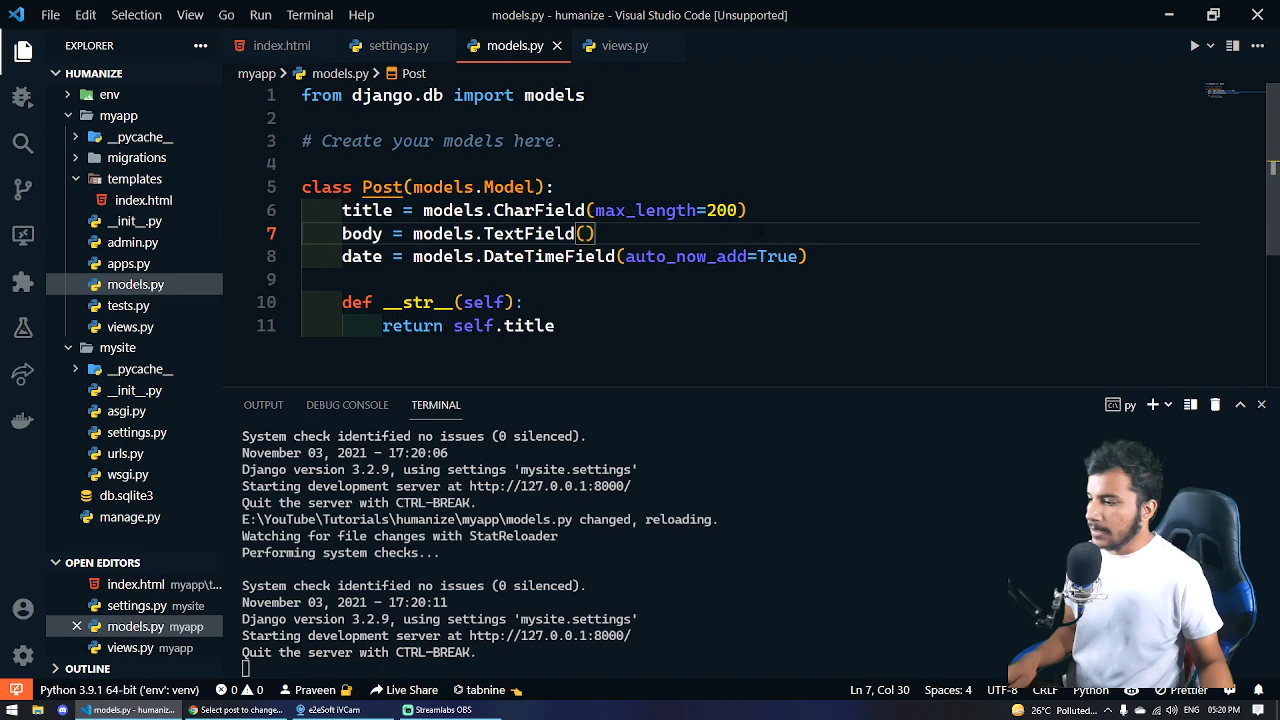 File Edit Selection View Go Run Terminal Help
models.py - humanize - Visual Studio Code [Unsupported]
EXPLORER
index.html
settings.py
models.py
views.py
HUMANIZE
env
myapp
__pycache__
migrations
templates
index.html
__init__.py
admin.py
apps.py
models.py
tests.py
views.py
mysite
__pycache__
__init__.py
asgi.py
settings.py
urls.py
wsgi.py
db.sqlite3
manage.py
OPEN EDITORS
index.html myapp\t...
settings.py mysite
models.py myapp
views.py myapp
OUTLINE
myapp > models.py > Post
1 from django.db import models
2
3 # Create your models here.
4
5 class Post(models.Model):
6 title = models.CharField(max_length=200)
7 body = models.TextField()
8 date = models.DateTimeField(auto_now_add=True)
9
10 def __str__(self):
11 return self.title
OUTPUT DEBUG CONSOLE TERMINAL
py
System check identified no issues (0 silenced).
November 03, 2021 - 17:20:06
Django version 3.2.9, using settings 'mysite.settings'
Starting development server at http://127.0.0.1:8000/
Quit the server with CTRL-BREAK.
E:\YouTube\Tutorials\humanize\myapp\models.py changed, reloading.
Watching for file changes with StatReloader
Performing system checks...
System check identified no issues (0 silenced).
November 03, 2021 - 17:20:11
Django version 3.2.9, using settings 'mysite.settings'
Starting development server at http://127.0.0.1:8000/
Quit the server with CTRL-BREAK.
Python 3.9.1 64-bit ('env': venv) 0 0 Praveen Live Share tabnine Ln 7, Col 30 Spaces: 4 UTF-8 CRLF Python Prettier
models.py - humaniz... Select post to change... e2eSoft iVCam Streamlabs OBS 26°C Polluted... ENG 05:20 PM